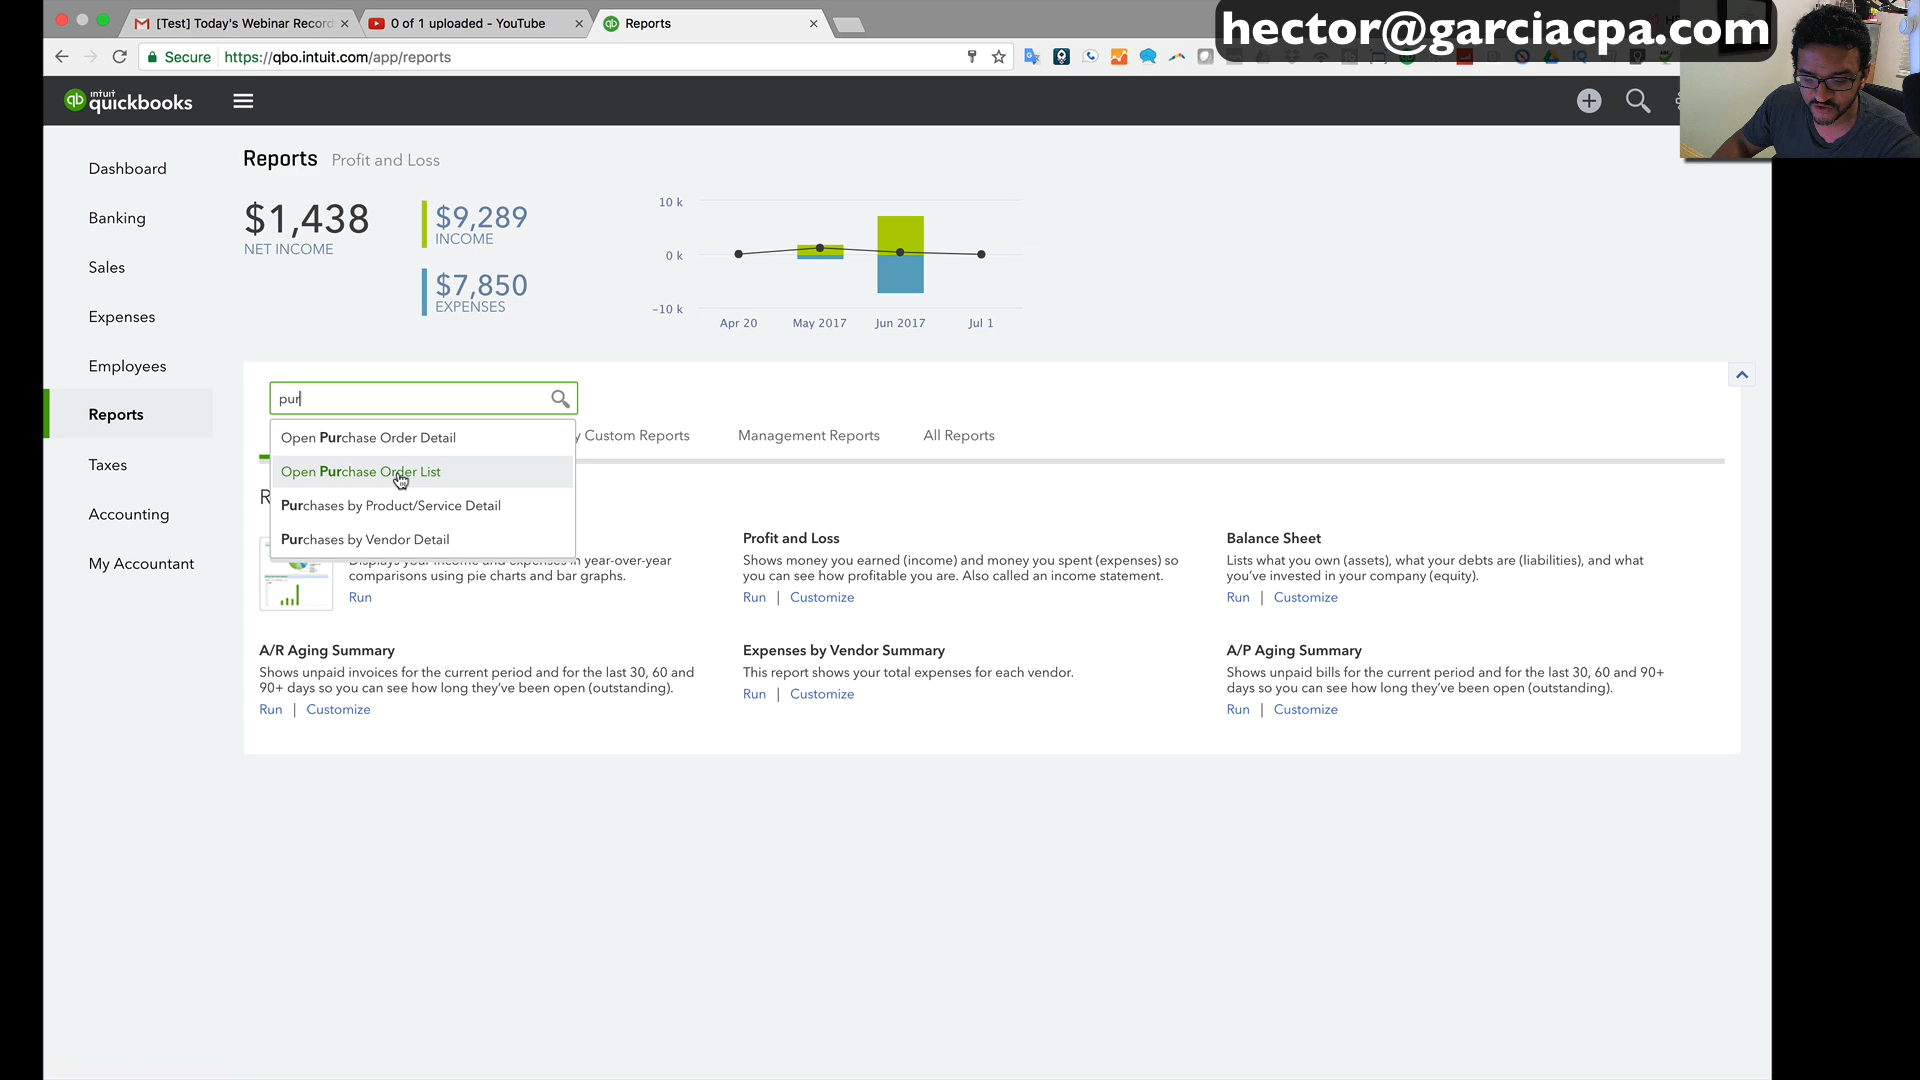 [Test] Today's Webinar Record
0 of 1 uploaded - YouTube
Reports
hector@garciacpa.com
Secure
https://qbo.intuit.com/app/reports
intuit
quickbooks
Dashboard
Banking
Sales
Expenses
Employees
Reports
Taxes
Accounting
My Accountant
Reports Profit and Loss
$1,438
NET INCOME
$9,289
INCOME
$7,850
EXPENSES
10 k
0 k
-10 k
Apr 20 May 2017 Jun 2017 Jul 1
pur
Open Purchase Order Detail
Open Purchase Order List
Purchases by Product/Service Detail
Purchases by Vendor Detail
y Custom Reports Management Reports All Reports
R
Displays your income and expenses in year-over-year
comparisons using pie charts and bar graphs.
Run
Profit and Loss
Shows money you earned (income) and money you spent (expenses) so
you can see how profitable you are. Also called an income statement.
Run | Customize
Balance Sheet
Lists what you own (assets), what your debts are (liabilities), and what
you've invested in your company (equity).
Run | Customize
A/R Aging Summary
Shows unpaid invoices for the current period and for the last 30, 60 and
90+ days so you can see how long they've been open (outstanding).
Run | Customize
Expenses by Vendor Summary
This report shows your total expenses for each vendor.
Run | Customize
A/P Aging Summary
Shows unpaid bills for the current period and for the last 30, 60 and 90+
days so you can see how long they've been open (outstanding).
Run | Customize